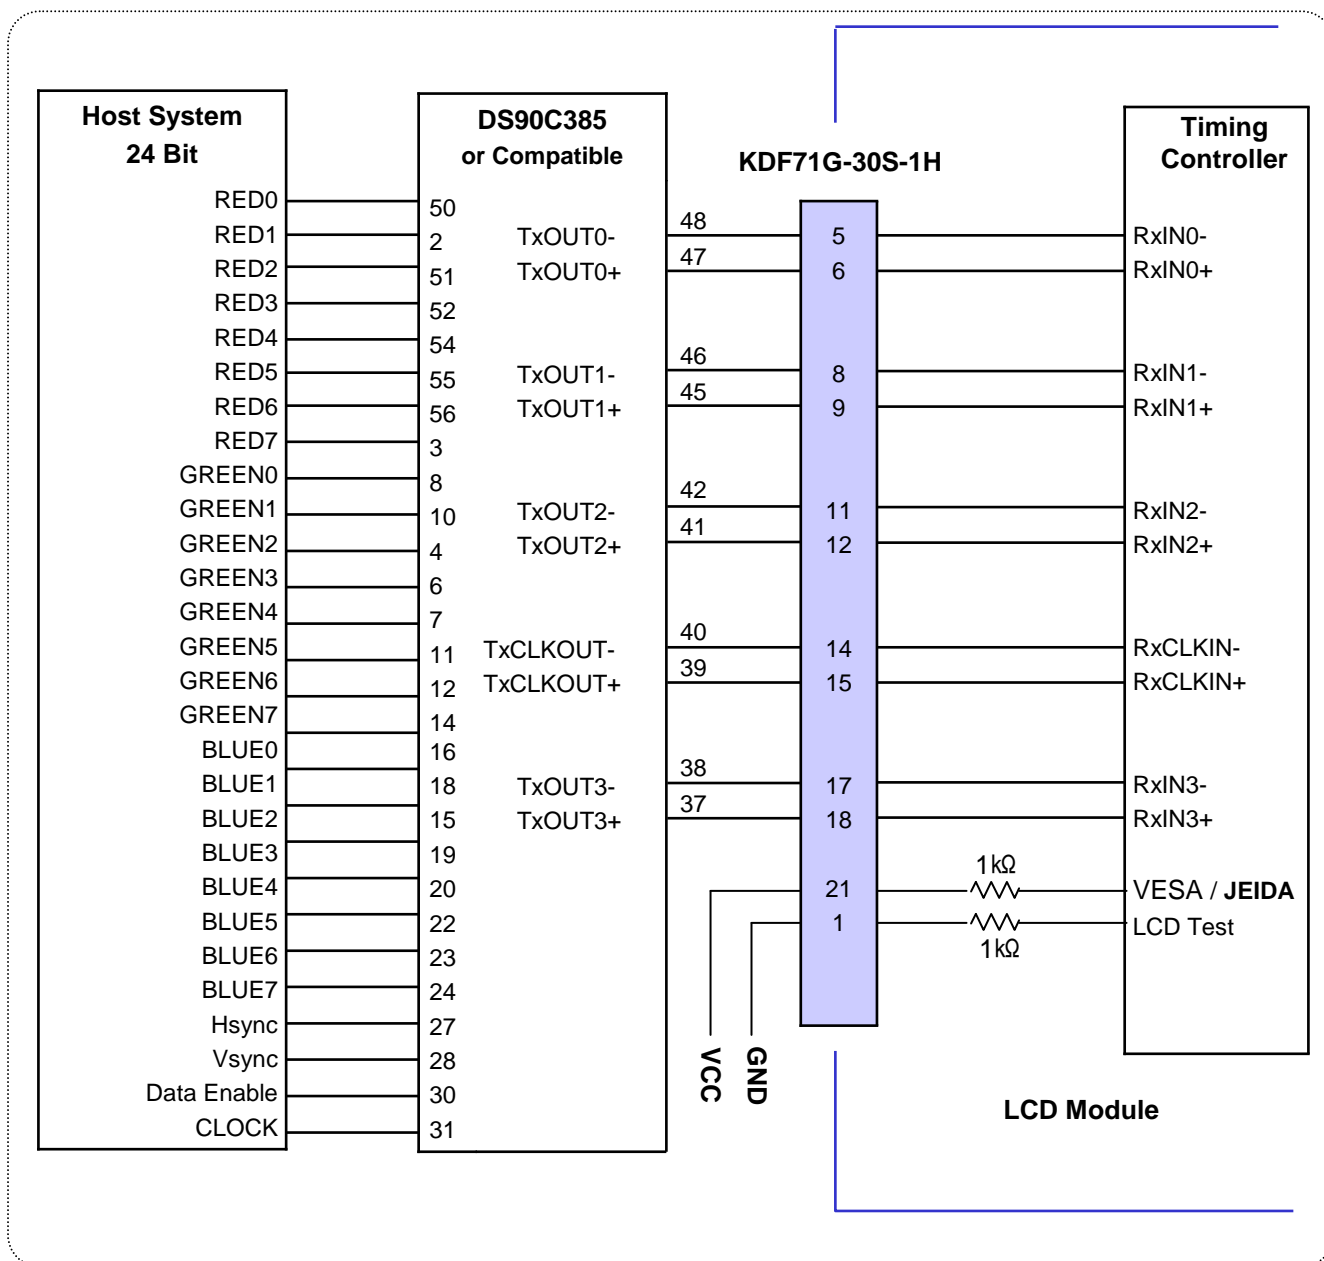 Host System
24 Bit
RED0
RED1
RED2
RED3
RED4
RED5
RED6
RED7
GREEN0
GREEN1
GREEN2
GREEN3
GREEN4
GREEN5
GREEN6
GREEN7
BLUE0
BLUE1
BLUE2
BLUE3
BLUE4
BLUE5
BLUE6
BLUE7
Hsync
Vsync
Data Enable
CLOCK
DS90C385
or Compatible
50
2
51
52
54
55
56
3
8
10
4
6
7
11
12
14
16
18
15
19
20
22
23
24
27
28
30
31
TxOUT0-
TxOUT0+
TxOUT1-
TxOUT1+
TxOUT2-
TxOUT2+
TxCLKOUT-
TxCLKOUT+
TxOUT3-
TxOUT3+
48
47
46
45
42
41
40
39
38
37
VCC
GND
KDF71G-30S-1H
5
6
8
9
11
12
14
15
17
18
21
1
1kΩ
1kΩ
Timing
Controller
RxIN0-
RxIN0+
RxIN1-
RxIN1+
RxIN2-
RxIN2+
RxCLKIN-
RxCLKIN+
RxIN3-
RxIN3+
VESA / JEIDA
LCD Test
LCD Module